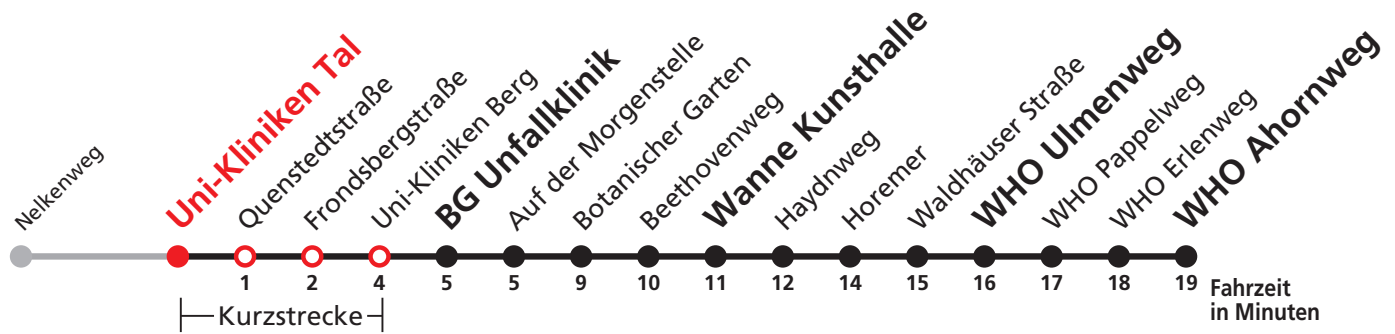 Nelkenweg
Uni-Kliniken Tal
Quenstedtstraße
Frondsbergstraße
Uni-Kliniken Berg
BG Unfallklinik
Auf der Morgenstelle
Botanischer Garten
Beethovenweg
Wanne Kunsthalle
Haydnweg
Horemer
Waldhäuser Straße
WHO Ulmenweg
WHO Pappelweg
WHO Erlenweg
WHO Ahornweg
1 2 4 5 5 9 10 11 12 14 15 16 17 18 19
Fahrzeit
in Minuten
Kurzstrecke